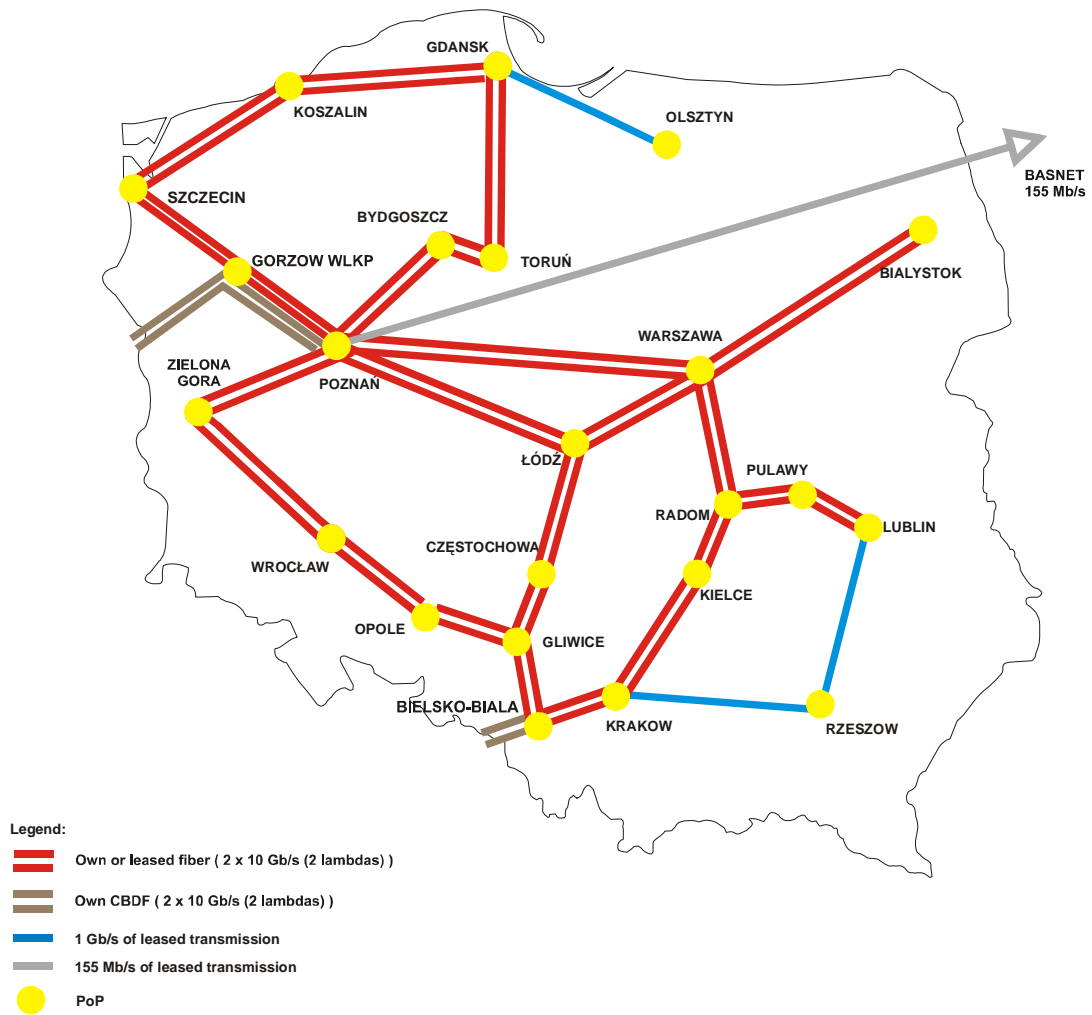 GDANSK
KOSZALIN
OLSZTYN
BASNET
155 Mb/s
SZCZECIN
BYDGOSZCZ
GORZOW WLKP
TORUŃ
BIALYSTOK
WARSZAWA
ZIELONA
GORA
POZNAŃ
ŁÓDŹ
PULAWY
RADOM
LUBLIN
CZĘSTOCHOWA
WROCŁAW
KIELCE
OPOLE
GLIWICE
BIELSKO-BIALA
KRAKOW
RZESZOW
Legend:
Own or leased fiber ( 2 x 10 Gb/s (2 lambdas) )
Own CBDF ( 2 x 10 Gb/s (2 lambdas) )
1 Gb/s of leased transmission
155 Mb/s of leased transmission
PoP